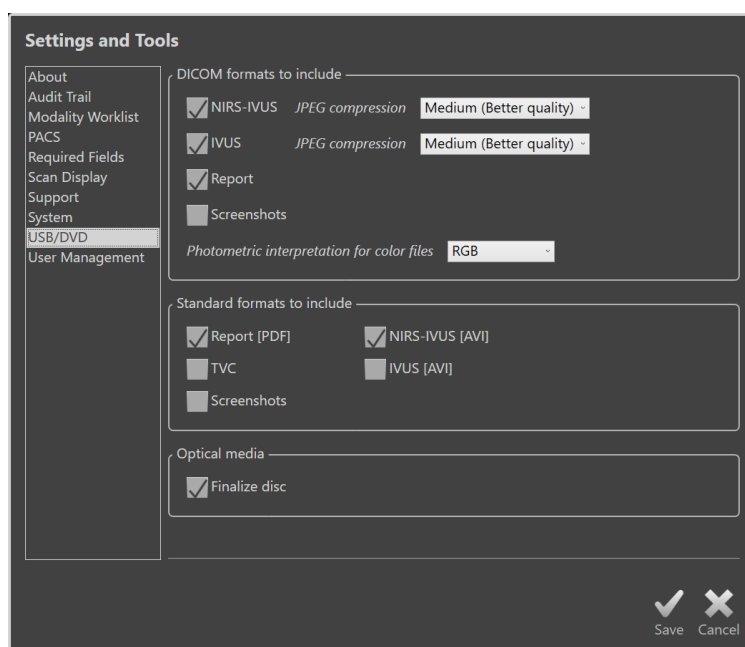 Settings and Tools
About
Audit Trail
Modality Worklist
PACS
Required Fields
Scan Display
Support
System
USB/DVD
User Management
DICOM formats to include
NIRS-IVUS JPEG compression Medium (Better quality)
IVUS JPEG compression Medium (Better quality)
Report
Screenshots
Photometric interpretation for color files RGB
Standard formats to include
Report [PDF] NIRS-IVUS [AVI]
TVC IVUS [AVI]
Screenshots
Optical media
Finalize disc
Save Cancel